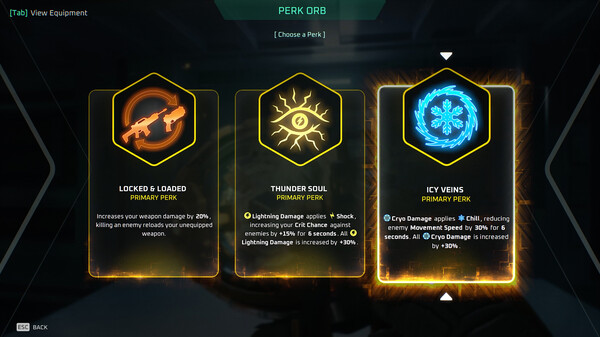 [Tab] View Equipment
PERK ORB
[ Choose a Perk ]
LOCKED & LOADED
PRIMARY PERK
Increases your weapon damage by 20%,
killing an enemy reloads your unequipped
weapon.
THUNDER SOUL
PRIMARY PERK
Lightning Damage applies Shock,
increasing your Crit Chance against
enemies by +15% for 6 seconds. All
Lightning Damage is increased by +30%.
ICY VEINS
PRIMARY PERK
Cryo Damage applies Chill, reducing
enemy Movement Speed by 30% for 6
seconds. All Cryo Damage is increased
by +30%.
ESC BACK